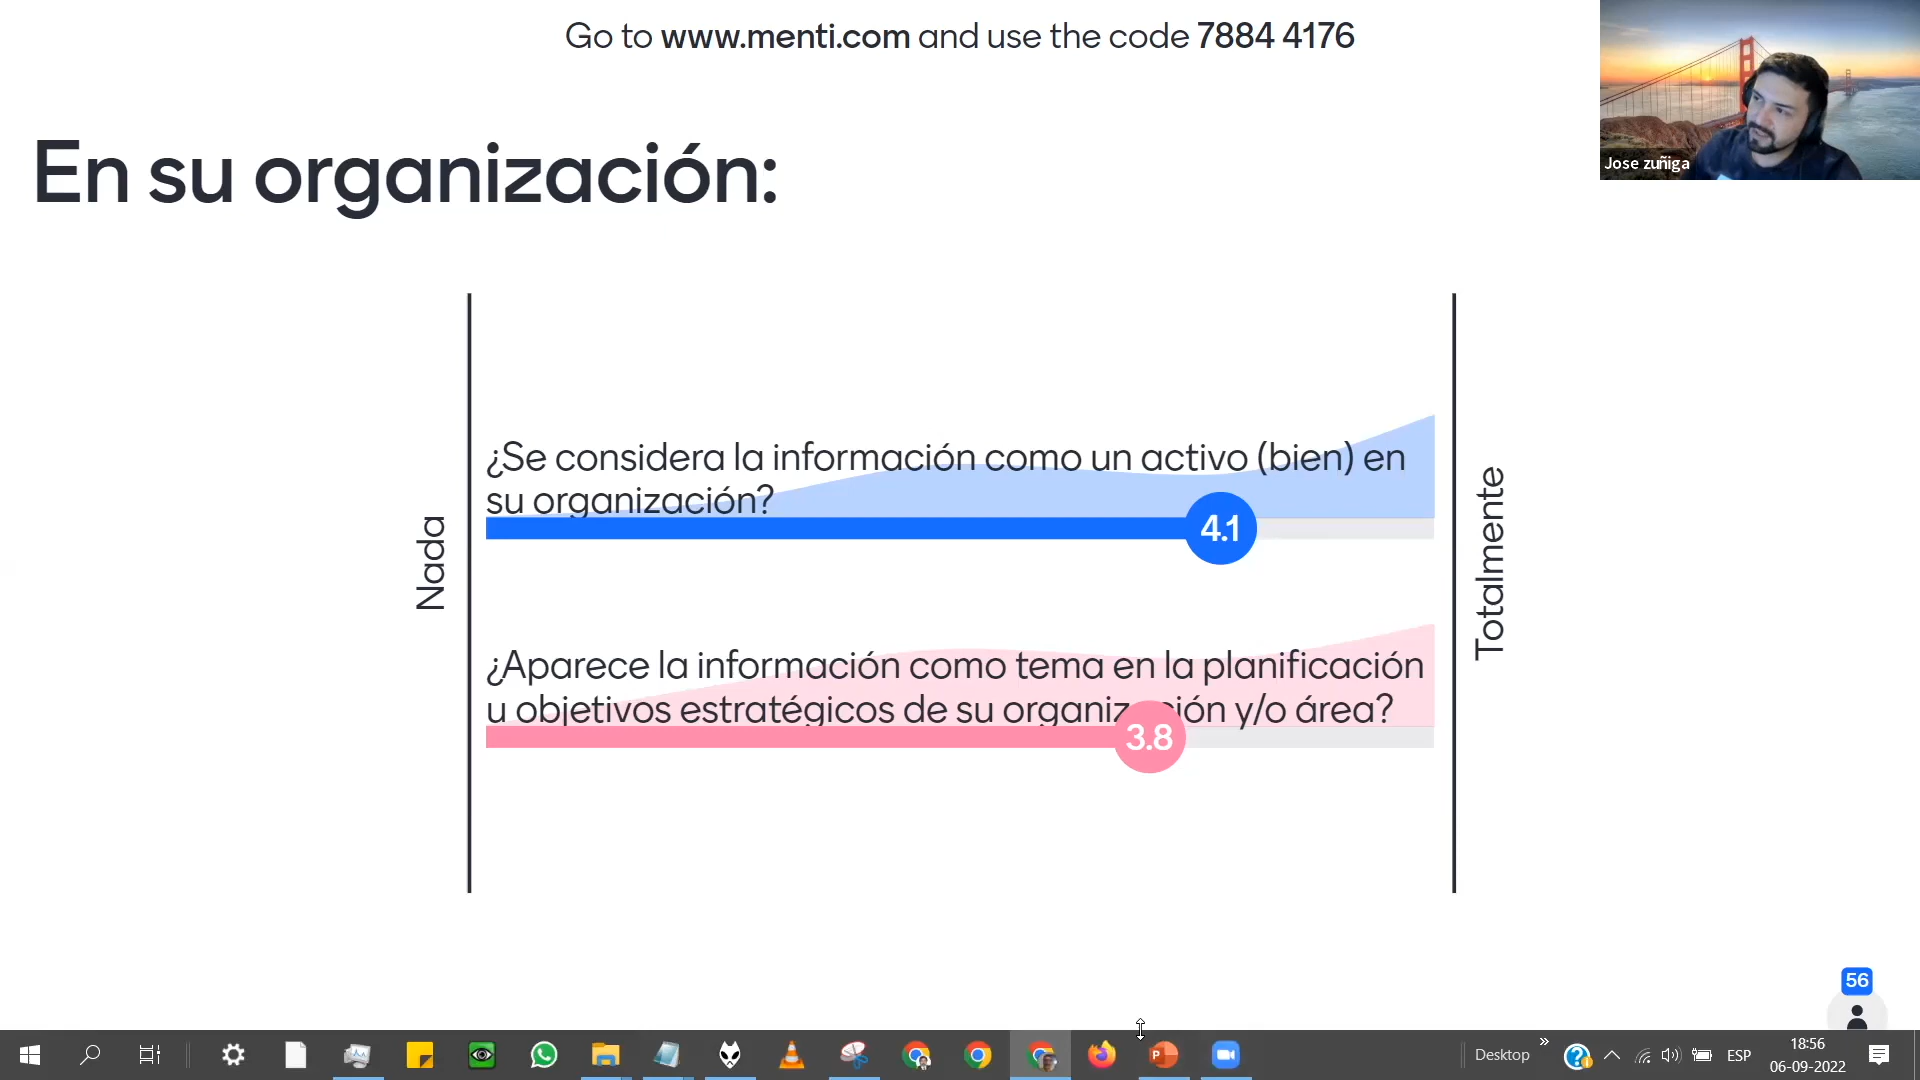 Go to www.menti.com and use the code 7884 4176
Jose zuñiga
En su organización:
Nada
¿Se considera la información como un activo (bien) en
su organización?
4.1
¿Aparece la información como tema en la planificación
u objetivos estratégicos de su organización y/o área?
3.8
Totalmente
56
Desktop
ESP
18:56
06-09-2022